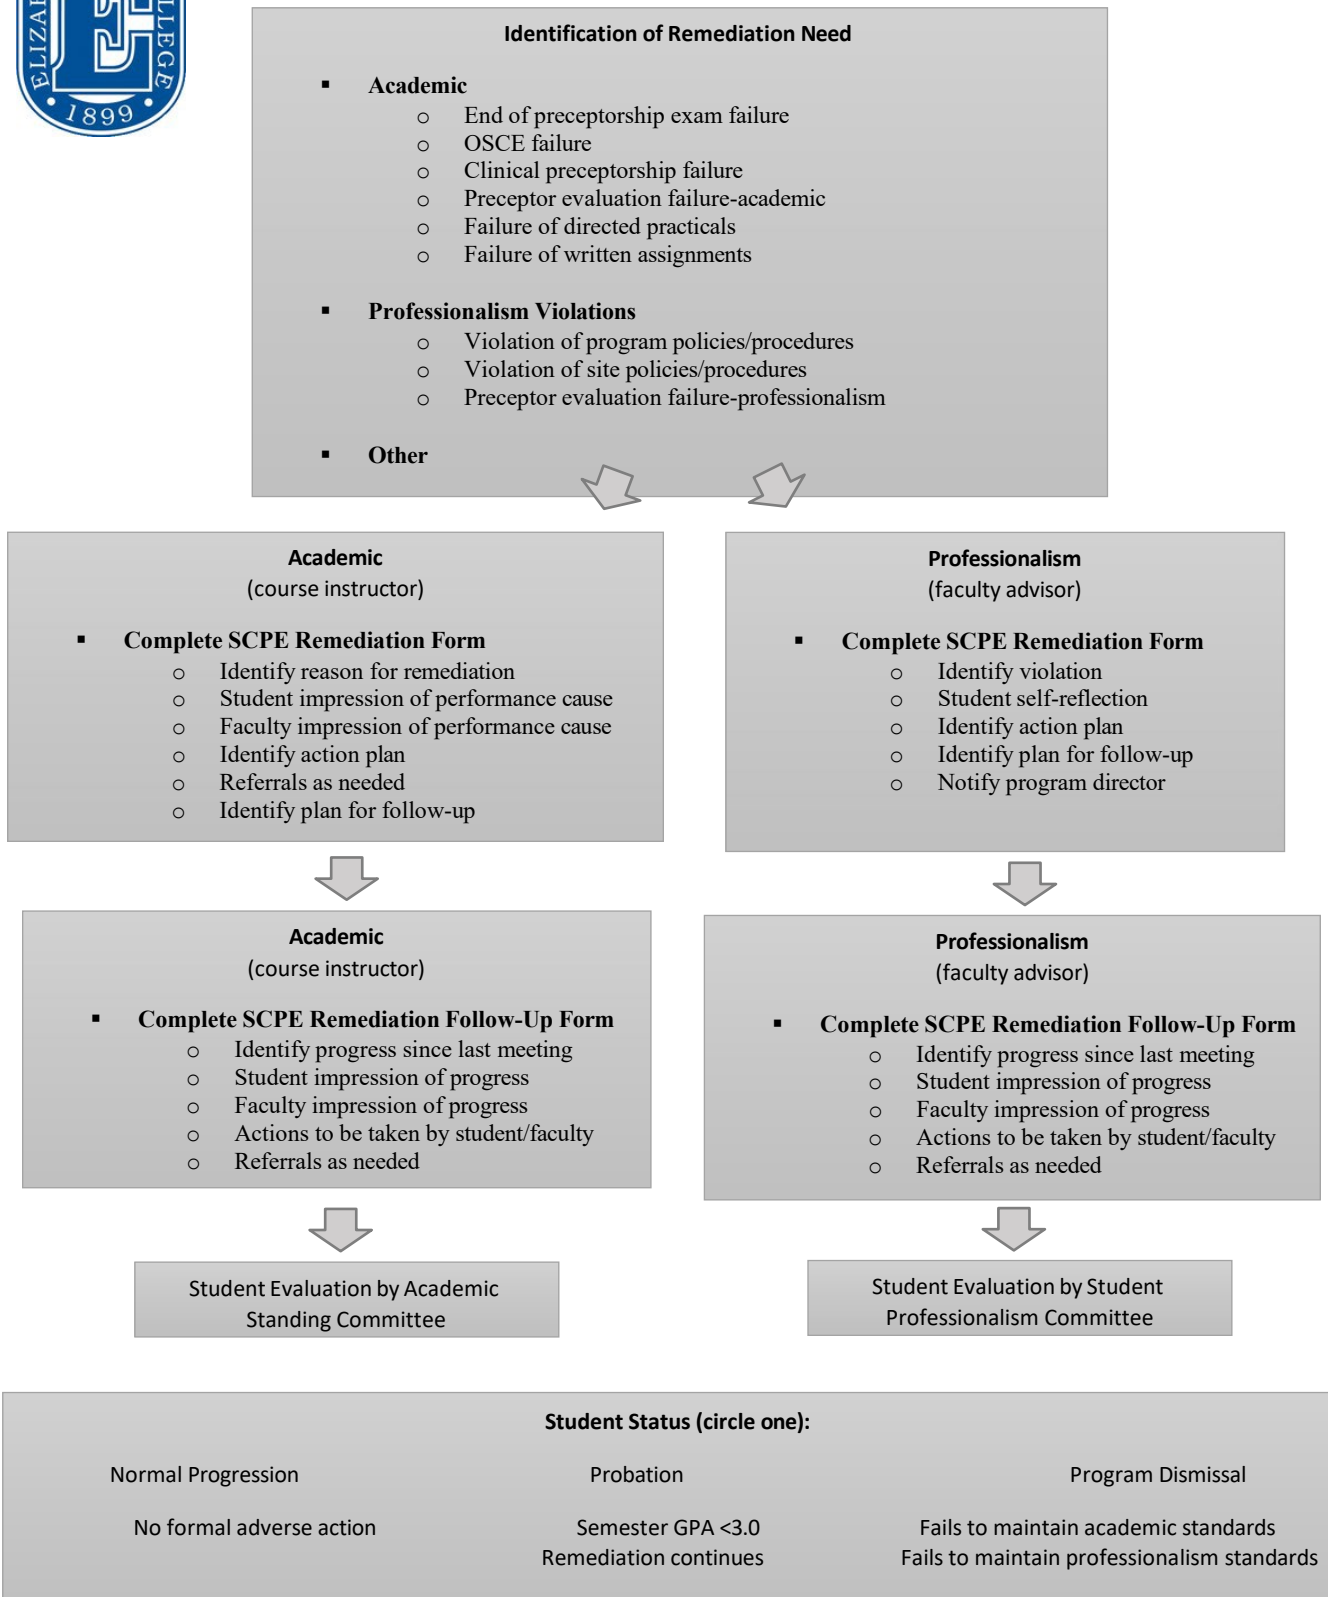 ELIZA
LLEGE
E
1899
Identification of Remediation Need
▪ Academic
o End of preceptorship exam failure
o OSCE failure
o Clinical preceptorship failure
o Preceptor evaluation failure-academic
o Failure of directed practicals
o Failure of written assignments
▪ Professionalism Violations
o Violation of program policies/procedures
o Violation of site policies/procedures
o Preceptor evaluation failure-professionalism
▪ Other
Academic
(course instructor)
▪ Complete SCPE Remediation Form
o Identify reason for remediation
o Student impression of performance cause
o Faculty impression of performance cause
o Identify action plan
o Referrals as needed
o Identify plan for follow-up
Professionalism
(faculty advisor)
▪ Complete SCPE Remediation Form
o Identify violation
o Student self-reflection
o Identify action plan
o Identify plan for follow-up
o Notify program director
Academic
(course instructor)
▪ Complete SCPE Remediation Follow-Up Form
o Identify progress since last meeting
o Student impression of progress
o Faculty impression of progress
o Actions to be taken by student/faculty
o Referrals as needed
Professionalism
(faculty advisor)
▪ Complete SCPE Remediation Follow-Up Form
o Identify progress since last meeting
o Student impression of progress
o Faculty impression of progress
o Actions to be taken by student/faculty
o Referrals as needed
Student Evaluation by Academic
Standing Committee
Student Evaluation by Student
Professionalism Committee
Student Status (circle one):
Normal Progression Probation Program Dismissal
No formal adverse action Semester GPA <3.0 Fails to maintain academic standards
Remediation continues Fails to maintain professionalism standards